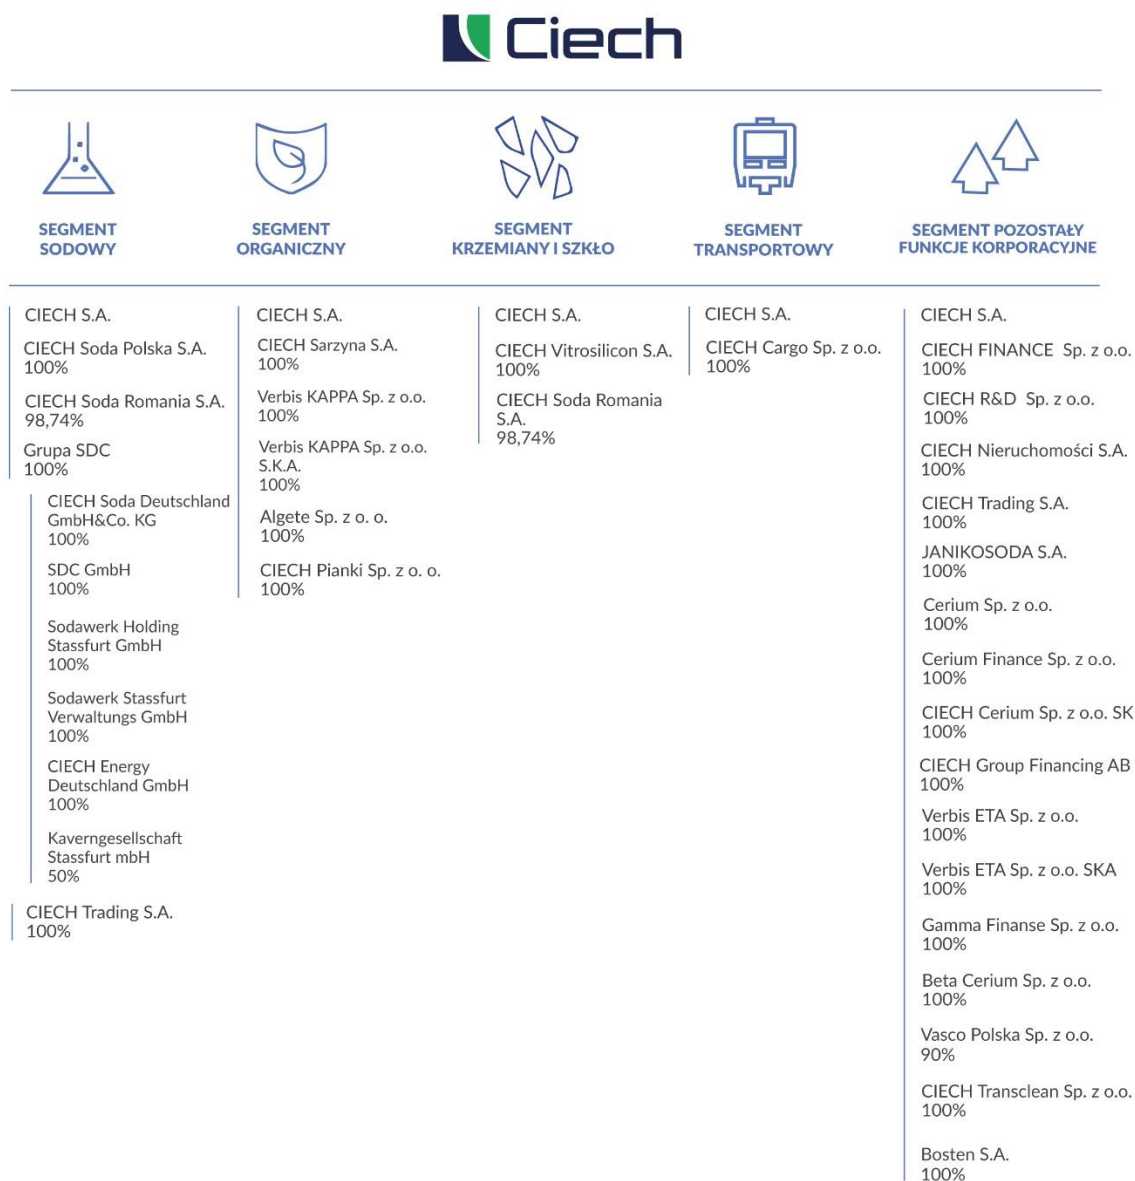 Ciech
SEGMENT
SODOWY
SEGMENT
ORGANICZNY
SEGMENT
KRZEMIANY I SZKŁO
SEGMENT
TRANSPORTOWY
SEGMENT POZOSTAŁY
FUNKCJE KORPORACYJNE
CIECH S.A.
CIECH Soda Polska S.A.
100%
CIECH Soda Romania S.A.
98,74%
Grupa SDC
100%
CIECH Soda Deutschland
GmbH&Co. KG
100%
SDC GmbH
100%
Sodawerk Holding
Stassfurt GmbH
100%
Sodawerk Stassfurt
Verwaltungs GmbH
100%
CIECH Energy
Deutschland GmbH
100%
Kaverngesellschaft
Stassfurt mbH
50%
CIECH Trading S.A.
100%
CIECH S.A.
CIECH Sarzyna S.A.
100%
Verbis KAPPA Sp. z o.o.
100%
Verbis KAPPA Sp. z o.o.
S.K.A.
100%
Algete Sp. z o. o.
100%
CIECH Pianki Sp. z o. o.
100%
CIECH S.A.
CIECH Vitrosilicon S.A.
100%
CIECH Soda Romania
S.A.
98,74%
CIECH S.A.
CIECH Cargo Sp. z o.o.
100%
CIECH S.A.
CIECH FINANCE Sp. z o.o.
100%
CIECH R&D Sp. z o.o.
100%
CIECH Nieruchomości S.A.
100%
CIECH Trading S.A.
100%
JANIKOSODA S.A.
100%
Cerium Sp. z o.o.
100%
Cerium Finance Sp. z o.o.
100%
CIECH Cerium Sp. z o.o. SK
100%
CIECH Group Financing AB
100%
Verbis ETA Sp. z o.o.
100%
Verbis ETA Sp. z o.o. SKA
100%
Gamma Finanse Sp. z o.o.
100%
Beta Cerium Sp. z o.o.
100%
Vasco Polska Sp. z o.o.
90%
CIECH Transclean Sp. z o.o.
100%
Bosten S.A.
100%